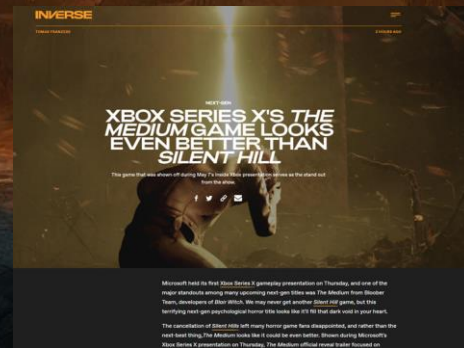 INVERSE
TOMAS FRANZESE
2 HOURS AGO
NEXT-GEN
XBOX SERIES X'S THE
MEDIUM GAME LOOKS
EVEN BETTER THAN
SILENT HILL
This game that was shown off during May 7's Inside Xbox presentation serves as the stand out
from the show.
Microsoft held its first Xbox Series X gameplay presentation on Thursday, and one of the
major standouts among many upcoming next-gen titles was The Medium from Bloober
Team, developers of Blair Witch. We may never get another Silent Hill game, but this
terrifying next-gen psychological horror title looks like it'll fill that dark void in your heart.
The cancellation of Silent Hills left many horror game fans disappointed, and rather than the
next-best thing,The Medium looks like it could be even better. Shown during Microsoft's
Xbox Series X presentation on Thursday, The Medium official reveal trailer focused on